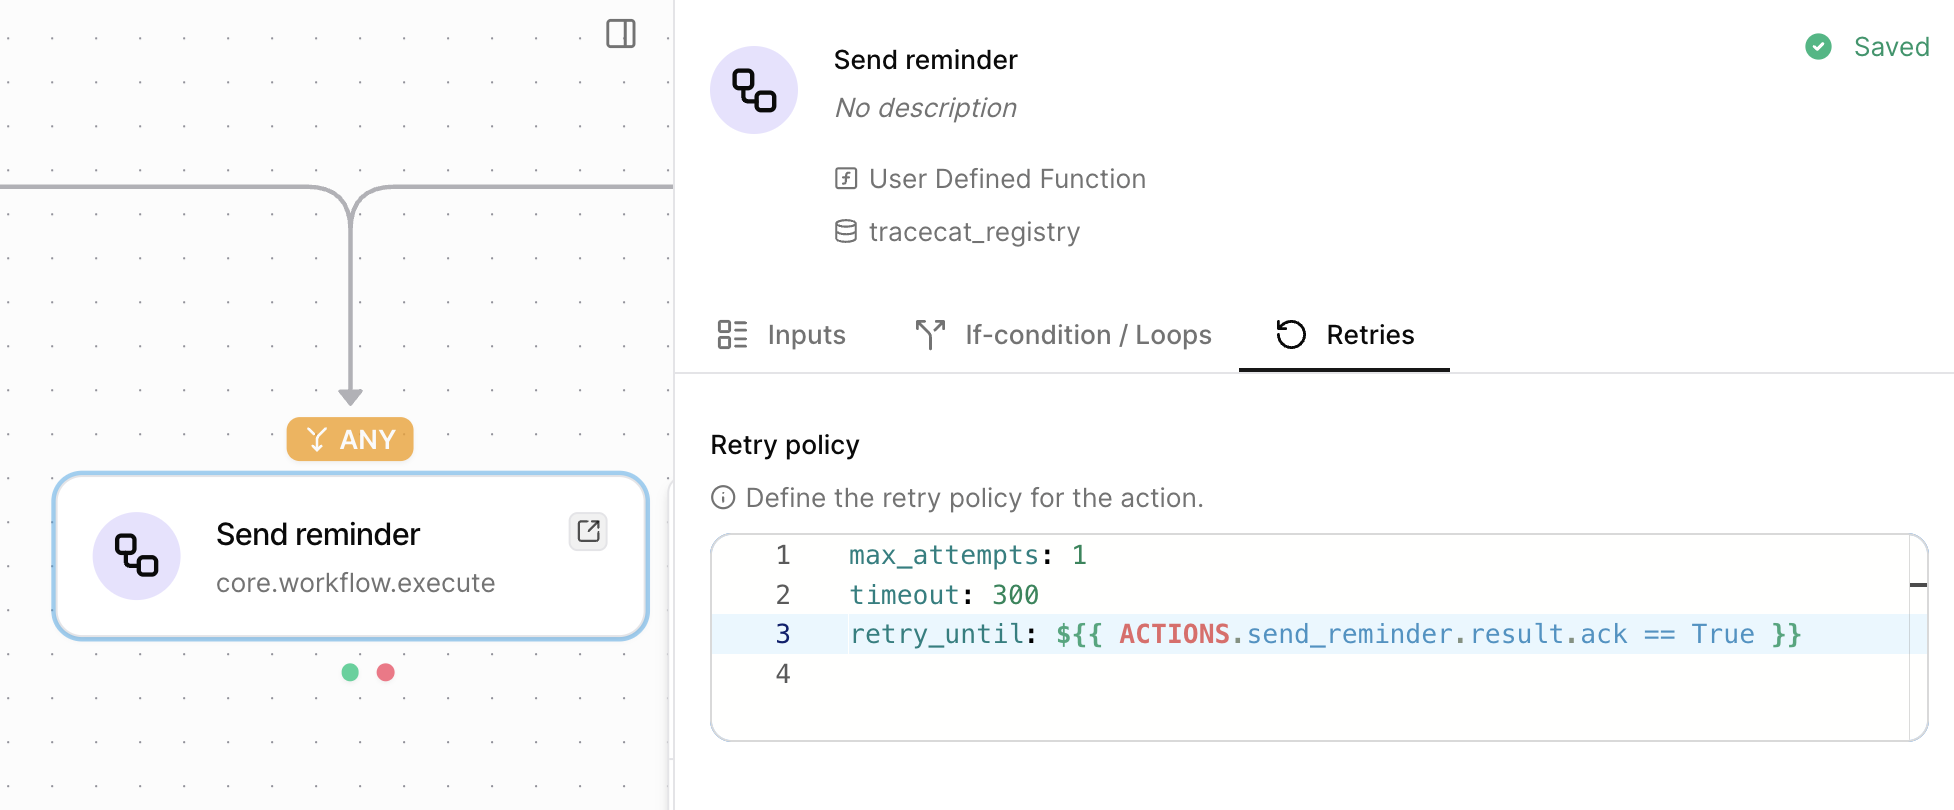 ANY
Send reminder
core.workflow.execute
Send reminder
No description
Saved
User Defined Function
tracecat_registry
Inputs
If-condition / Loops
Retries
Retry policy
Define the retry policy for the action.
1 max_attempts: 1
2 timeout: 300
3 retry_until: ${{ ACTIONS.send_reminder.result.ack == True }}
4